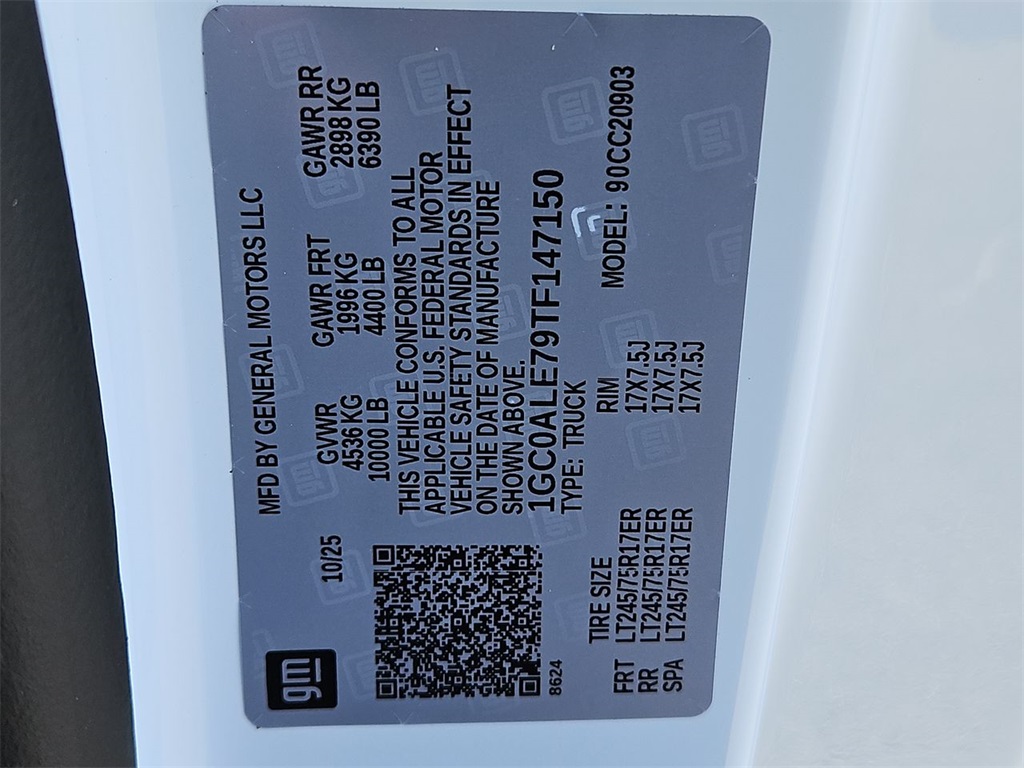 MFD BY GENERAL MOTORS LLC
gm
10/25
GVWR GAWR FRT GAWR RR
4536 KG 1996 KG 2898 KG
10000 LB 4400 LB 6390 LB
THIS VEHICLE CONFORMS TO ALL
APPLICABLE U.S. FEDERAL MOTOR
VEHICLE SAFETY STANDARDS IN EFFECT
ON THE DATE OF MANUFACTURE
SHOWN ABOVE.
1GC0ALE79TF147150
8624
TYPE: TRUCK
MODEL: 90CC20903
TIRE SIZE RIM
FRT LT245/75R17ER 17X7.5J
RR LT245/75R17ER 17X7.5J
SPA LT245/75R17ER 17X7.5J